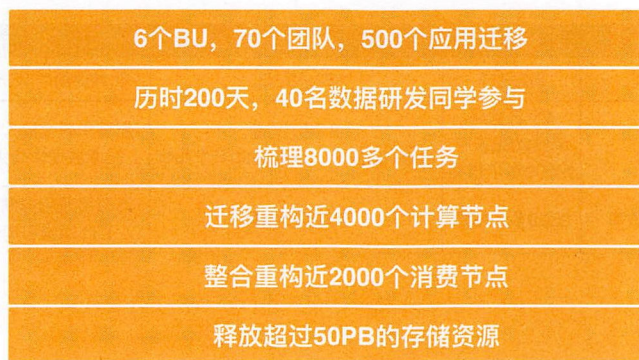 6个BU，70个团队，500个应用迁移
历时200天，40名数据研发同学参与
梳理8000多个任务
迁移重构近4000个计算节点
整合重构近2000个消费节点
释放超过50PB的存储资源